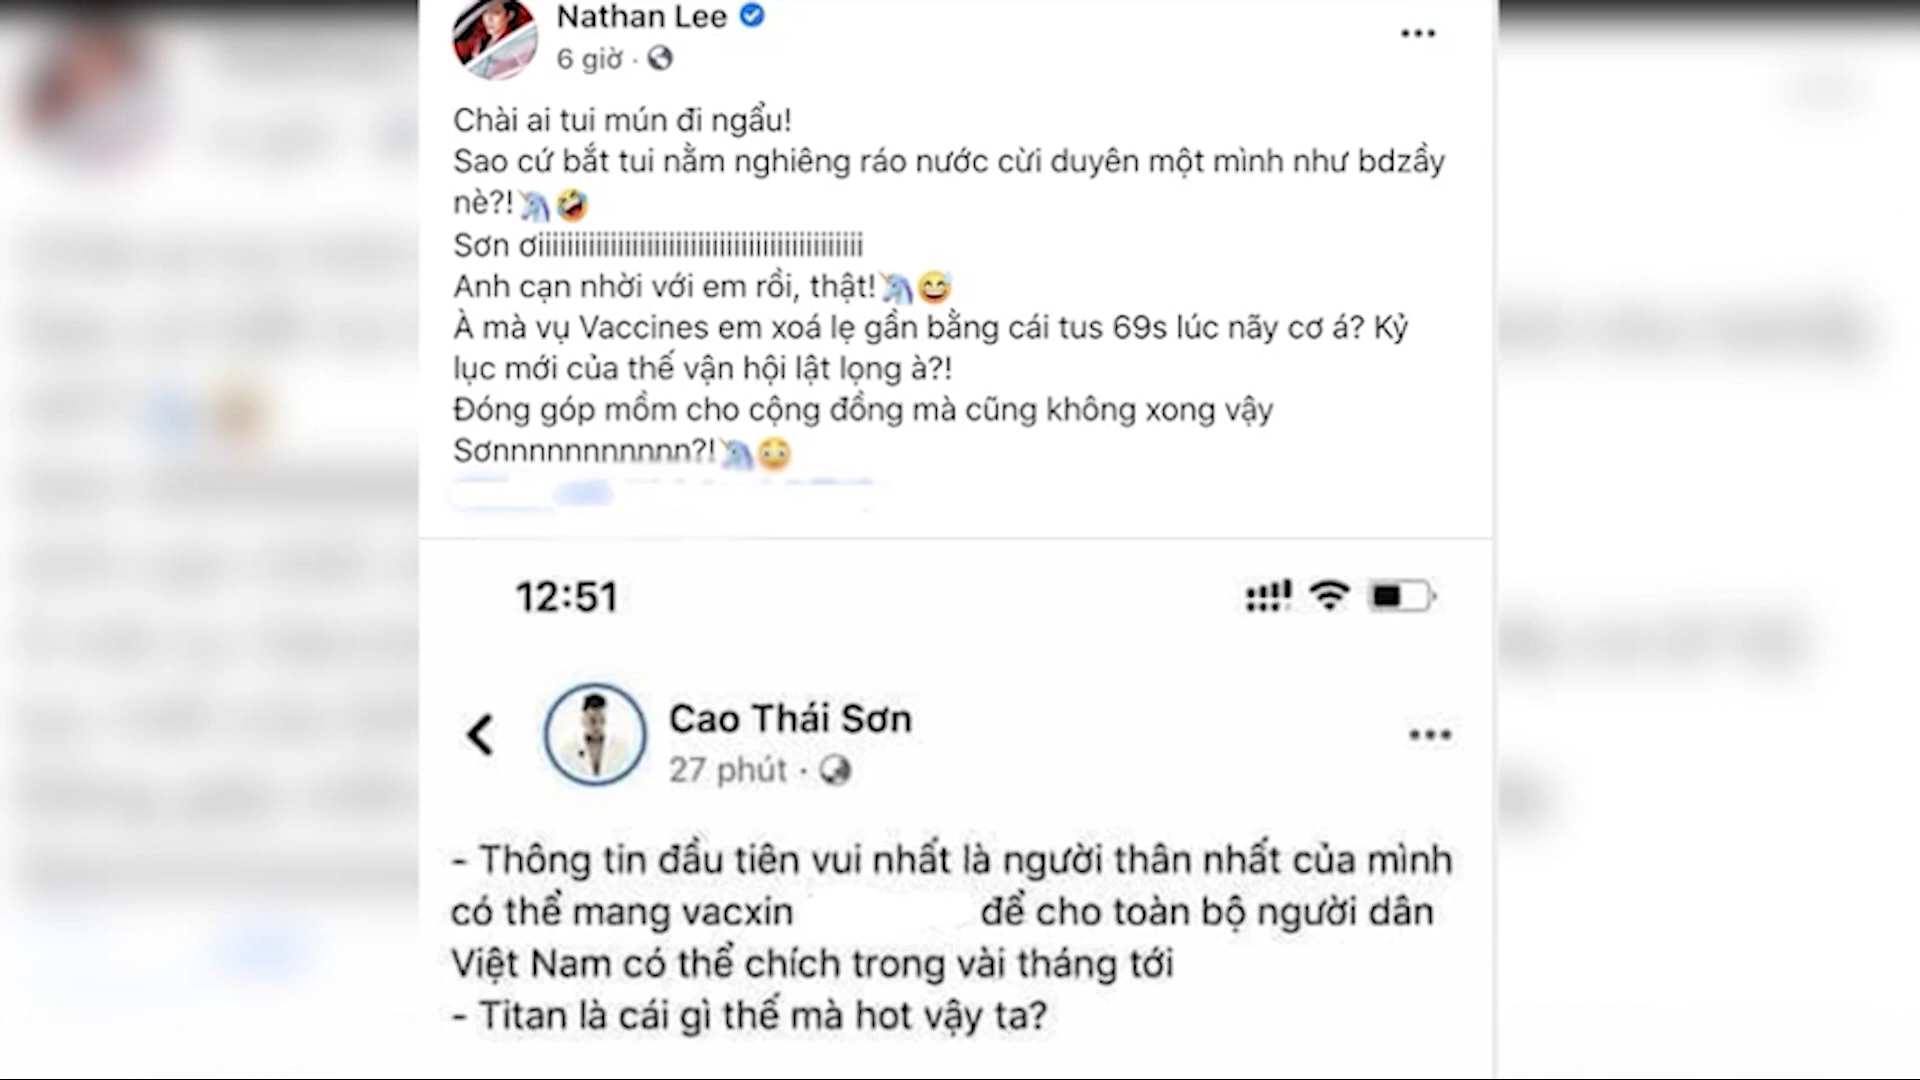 Nathan Lee
6 giờ ·
Chài ai tui mún đi ngẩu!
Sao cứ bắt tui nằm nghiêng ráo nước cừi duyên một mình như bdzầy
nè?!🦄🤣
Sơn ơiiiiiiiiiiiiiiiiiiiiiiiiiiiiiiiiiiiiiiiiiiii
Anh cạn nhời với em rồi, thật!🦄😅
À mà vụ Vaccines em xoá lẹ gần bằng cái tus 69s lúc nãy cơ á? Kỷ
lục mới của thế vận hội lật lọng à?!
Đóng góp mồm cho cộng đồng mà cũng không xong vậy
Sơnnnnnnnnnnnn?!🦄😳
12:51
Cao Thái Sơn
27 phút ·
- Thông tin đầu tiên vui nhất là người thân nhất của mình
có thể mang vacxin để cho toàn bộ người dân
Việt Nam có thể chích trong vài tháng tới
- Titan là cái gì thế mà hot vậy ta?